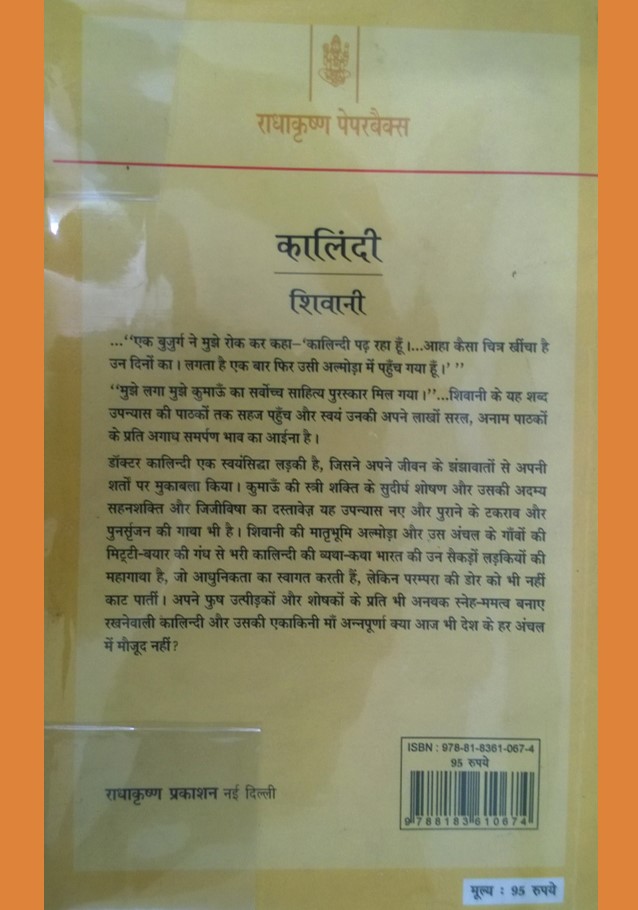 राधाकृष्ण पेपरबैक्स
कालिंदी
शिवानी
...“एक बुजुर्ग ने मुझे रोक कर कहा–‘कालिन्दी पढ़ रहा हूँ।...आहा कैसा चित्र खींचा है
उन दिनों का। लगता है एक बार फिर उसी अल्मोड़ा में पहुँच गया हूँ।’ ”
“मुझे लगा मुझे कुमाऊँ का सर्वोच्च साहित्य पुरस्कार मिल गया।”...शिवानी के यह शब्द
उपन्यास की पाठकों तक सहज पहुँच और स्वयं उनकी अपने लाखों सरल, अनाम पाठकों
के प्रति अगाध समर्पण भाव का आईना है।
डॉक्टर कालिन्दी एक स्वयंसिद्धा लड़की है, जिसने अपने जीवन के झंझावातों से अपनी
शर्तों पर मुकाबला किया। कुमाऊँ की स्त्री शक्ति के सुदीर्घ शोषण और उसकी अदम्य
सहनशक्ति और जिजीविषा का दस्तावेज़ यह उपन्यास नए और पुराने के टकराव और
पुनर्सृजन की गाथा भी है। शिवानी की मातृभूमि अल्मोड़ा और उस अंचल के गाँवों की
मिट्टी-बयार की गंध से भरी कालिन्दी की व्यथा-कथा भारत की उन सैकड़ों लड़कियों की
महागाथा है, जो आधुनिकता का स्वागत करती हैं, लेकिन परम्परा की डोर को भी नहीं
काट पातीं। अपने पुरुष उत्पीड़कों और शोषकों के प्रति भी अनथक स्नेह-ममत्व बनाए
रखनेवाली कालिन्दी और उसकी एकाकिनी माँ अन्नपूर्णा क्या आज भी देश के हर अंचल
में मौजूद नहीं?
ISBN : 978-81-8361-067-4
95 रुपये
9788183610674
राधाकृष्ण प्रकाशन नई दिल्ली
मूल्य : 95 रुपये